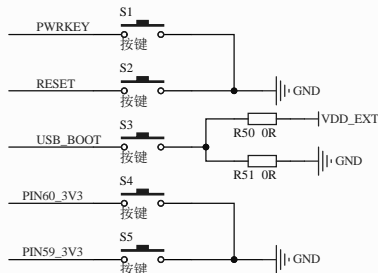 S1
PWRKEY
按键
S2
RESET
按键
GND
S3
VDD_EXT
USB_BOOT
R50 0R
按键
GND
R51 0R
S4
PIN60_3V3
按键
S5
PIN59_3V3
GND
按键